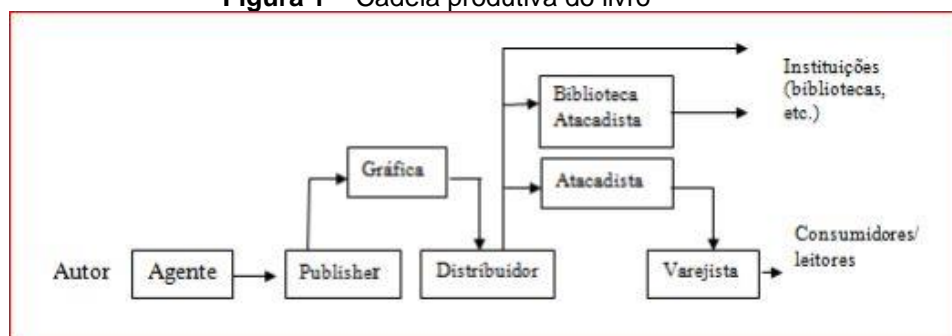 Figura 1 – Cadeia produtiva do livro
Instituições
(bibliotecas,
etc.)
Biblioteca
Atacadista
Gráfica
Atacadista
Consumidores/
leitores
Autor
Agente
Publisher
Distribuidor
Varejista